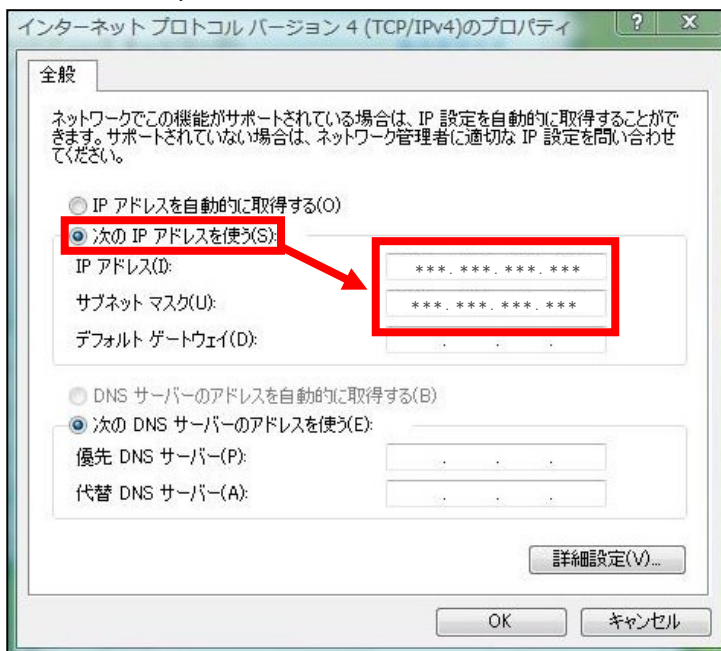 インターネット プロトコル バージョン 4 (TCP/IPv4)のプロパティ
? X
全般
ネットワークでこの機能がサポートされている場合は、IP 設定を自動的に取得することがで
きます。サポートされていない場合は、ネットワーク管理者に適切な IP 設定を問い合わせ
てください。
IP アドレスを自動的に取得する(O)
次の IP アドレスを使う(S):
IP アドレス(I): ***. ***. ***. ***
サブネット マスク(U): ***. ***. ***. ***
デフォルト ゲートウェイ(D): . . .
DNS サーバーのアドレスを自動的に取得する(B)
次の DNS サーバーのアドレスを使う(E):
優先 DNS サーバー(P): . . .
代替 DNS サーバー(A): . . .
詳細設定(V)...
OK キャンセル